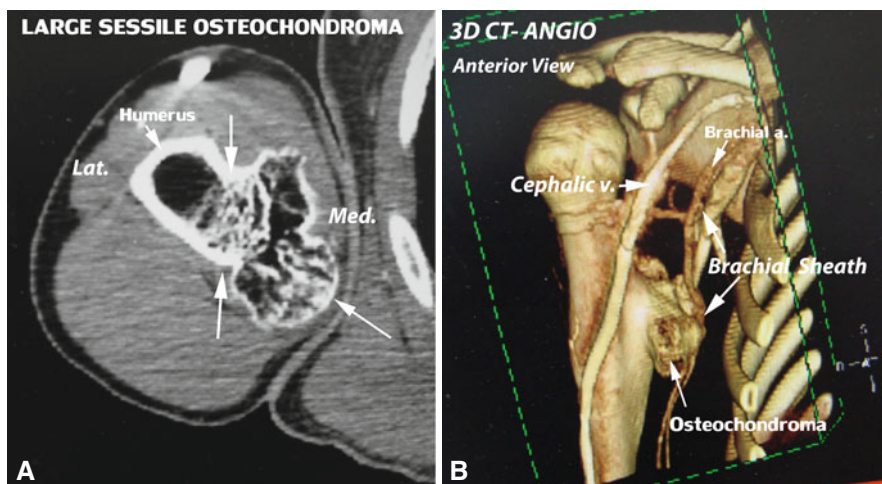 LARGE SESSILE OSTEOCHONDROMA
Humerus
Lat.
Med.
A
3D CT- ANGIO
Anterior View
Brachial a.
Cephalic v.
Brachial Sheath
Osteochondroma
B